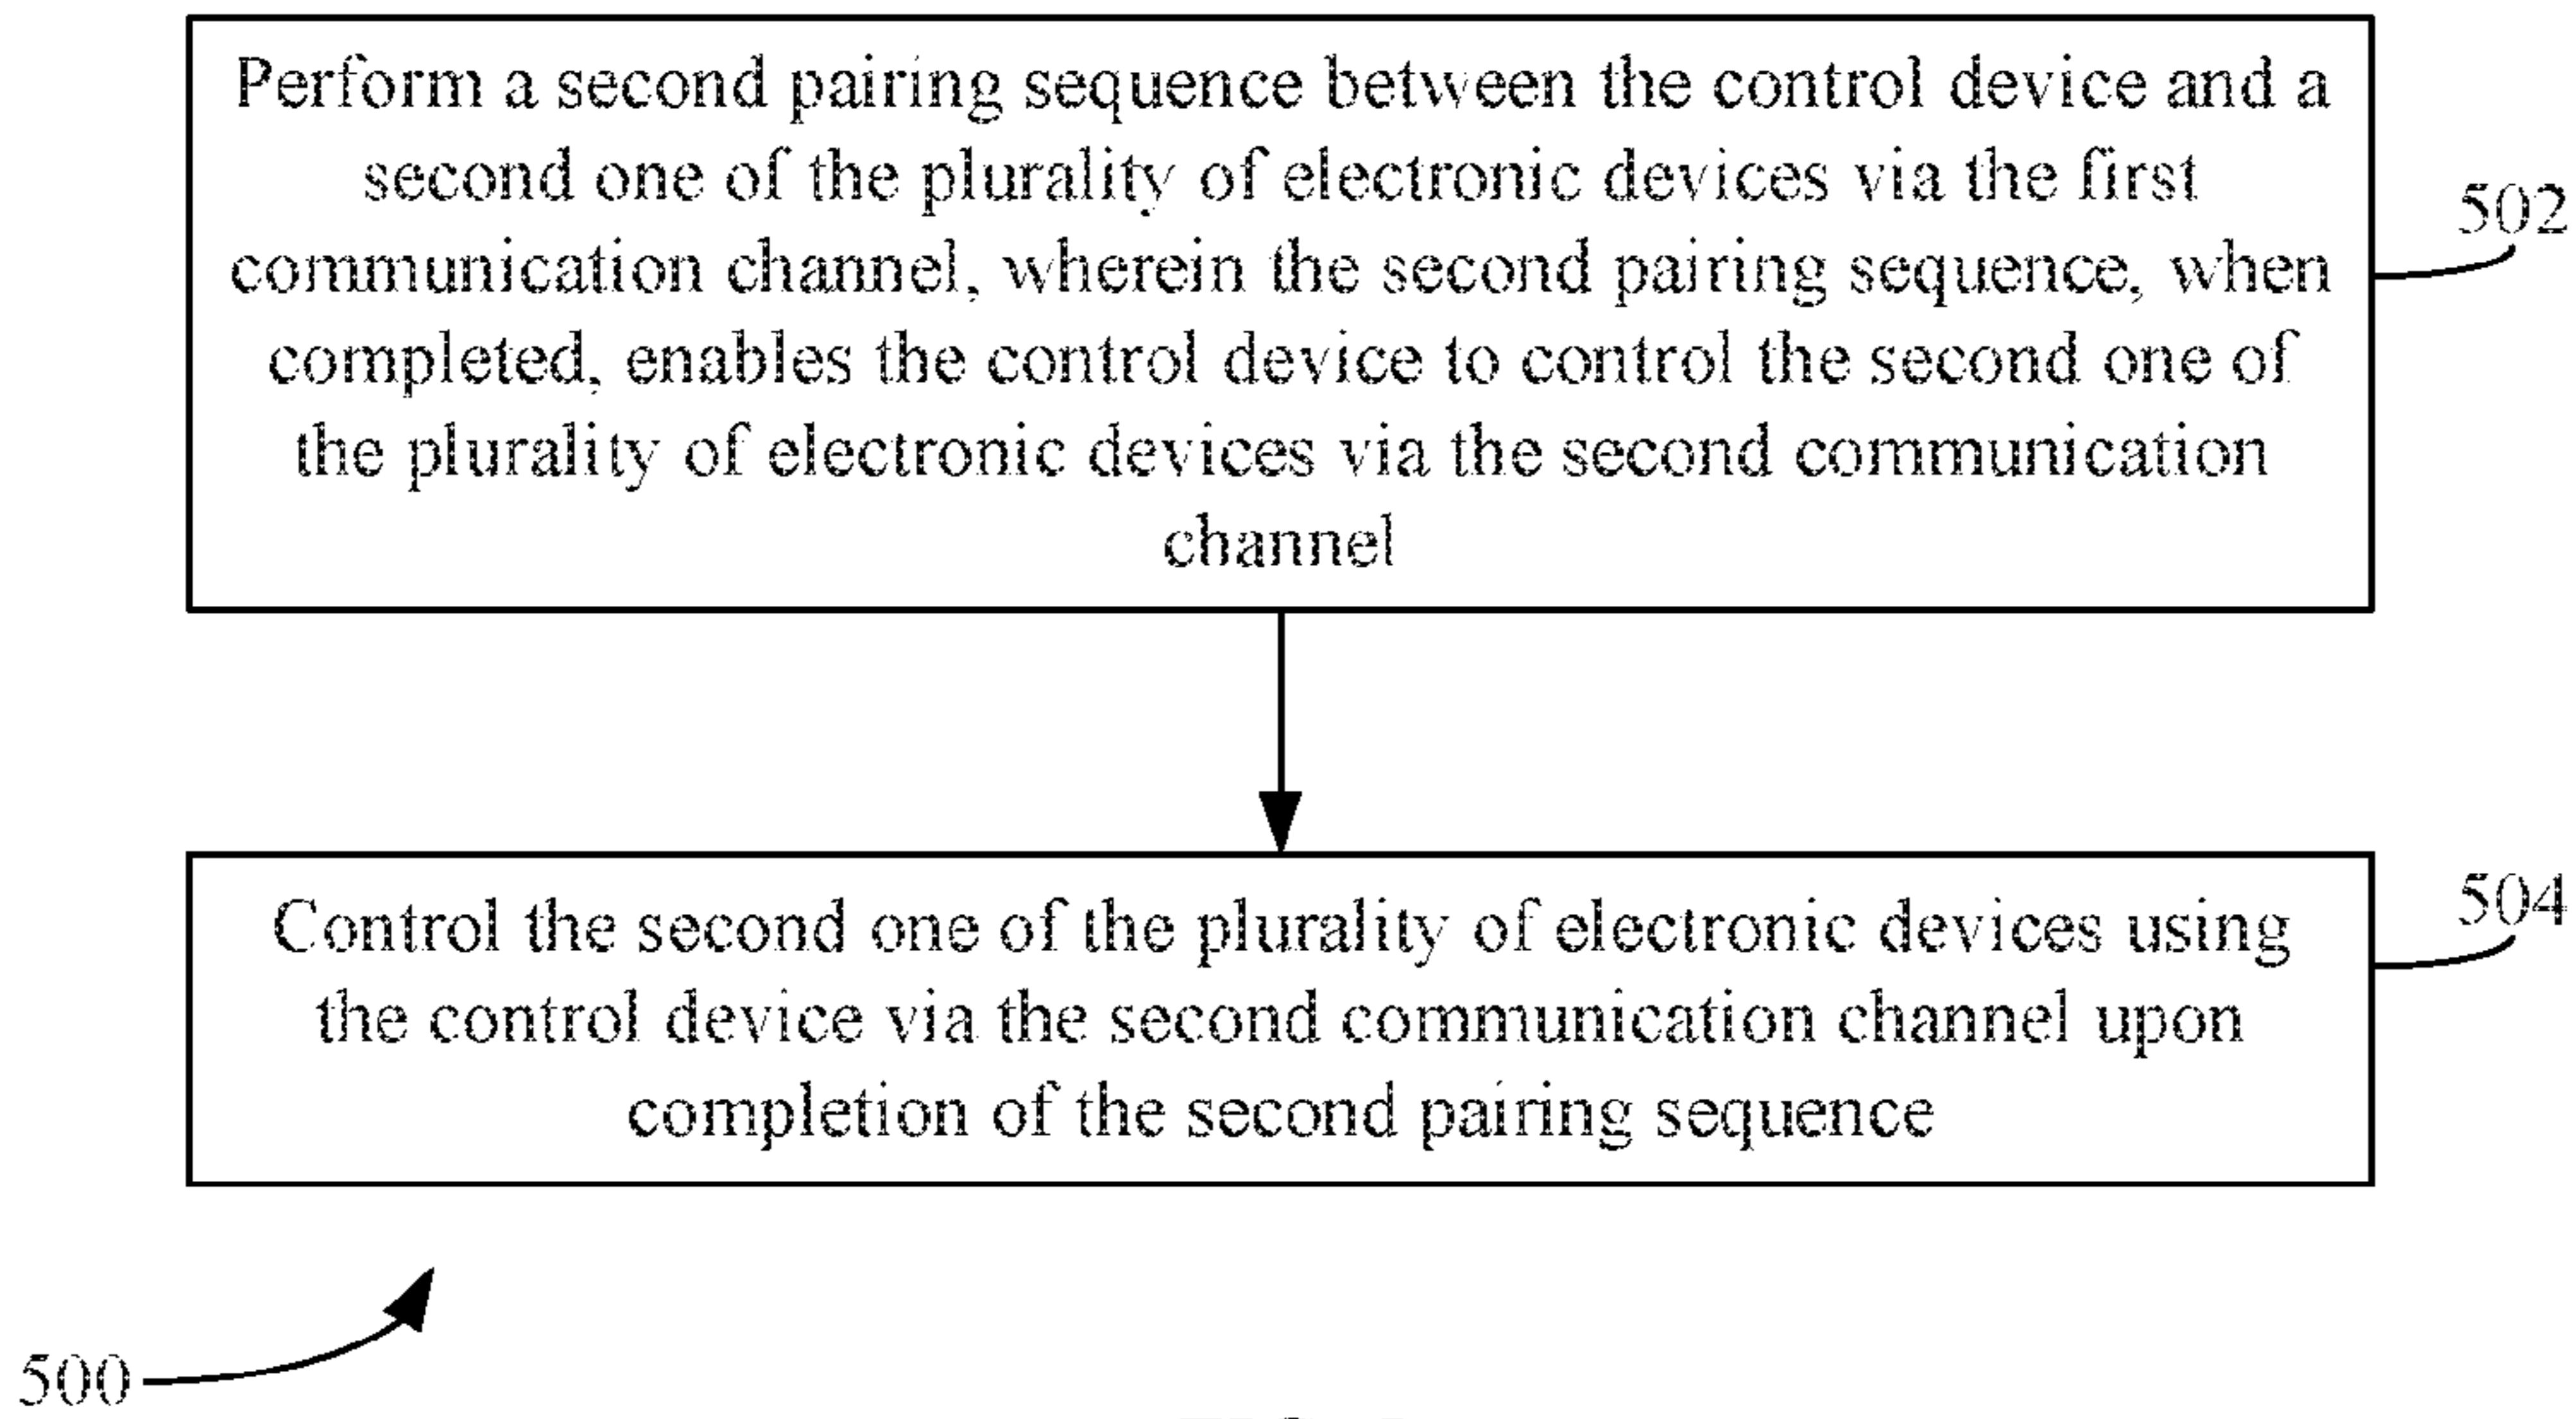 Perform a second pairing sequence between the control device and a
second one of the plurality of electronic devices via the first
communication channel, wherein the second pairing sequence, when
completed, enables the control device to control the second one of
the plurality of electronic devices via the second communication
channel
502
Control the second one of the plurality of electronic devices using
the control device via the second communication channel upon
completion of the second pairing sequence
504
500